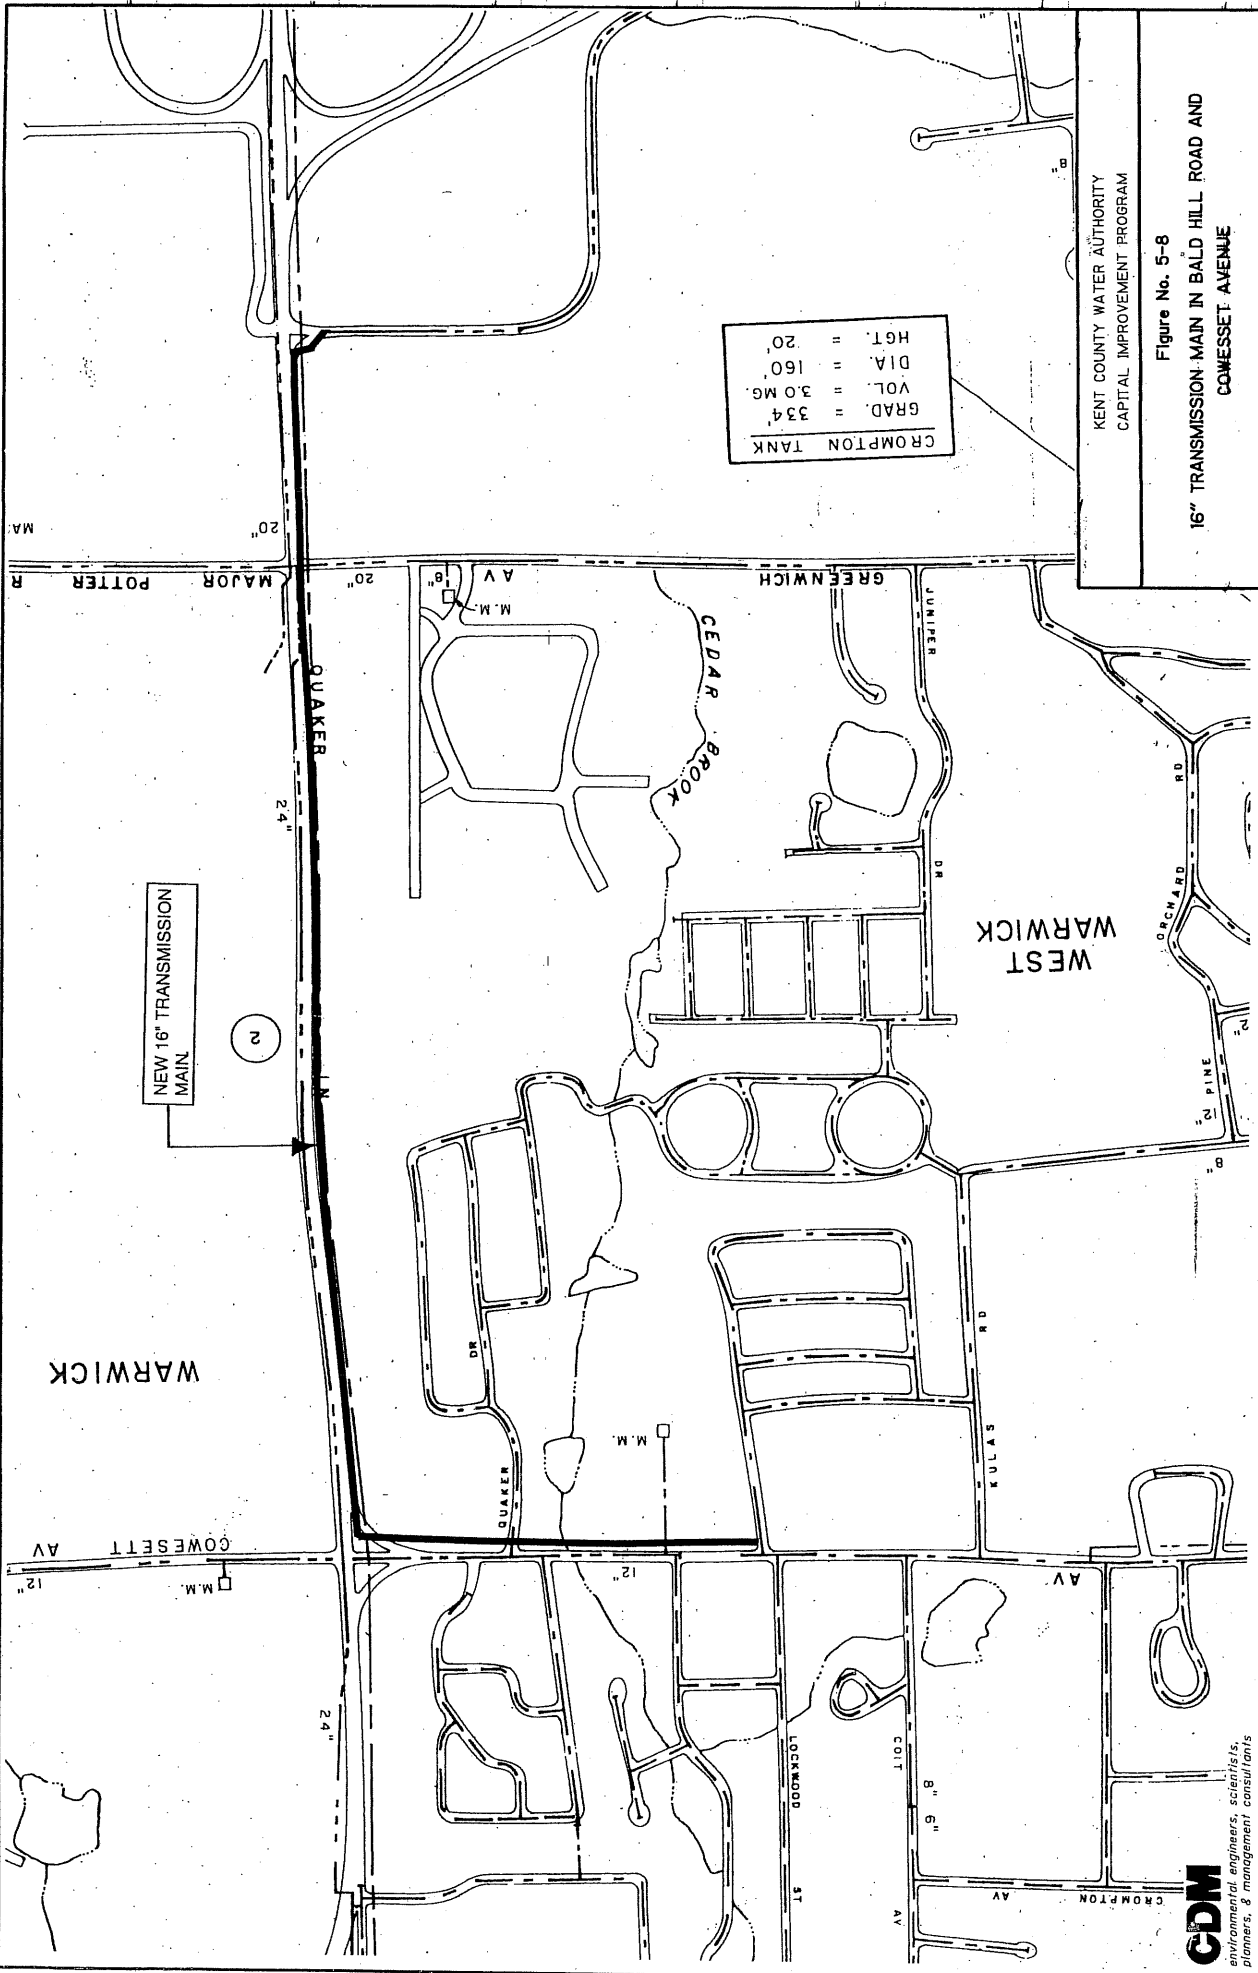 KENT COUNTY WATER AUTHORITY
CAPITAL IMPROVEMENT PROGRAM
Figure No. 5-8
16" TRANSMISSION MAIN IN BALD HILL ROAD AND
COWESSET AVENUE
CROMPTON TANK
GRAD. = 334'
VOL. = 3.0 MG.
DIA. = 160'
HGT. = 20'
NEW 16" TRANSMISSION
MAIN
2
WARWICK
WEST
WARWICK
MA.
20"
R
POTTER
MAJOR
20"
8"
AV
GREENWICH
M.M.
8"
QUAKER
LN
24"
CEDAR BROOK
JUNIPER
DR
ORCHARD
RD
PINE
12"
12"
8"
QUAKER
DR
M.M.
KULAS
RD
COWESETT
AV
12"
M.M.
12"
AV
24"
LOCKWOOD
ST
COIT
AV
8"
6"
CROMPTON
AV
CDM
environmental engineers, scientists,
planners, & management consultants